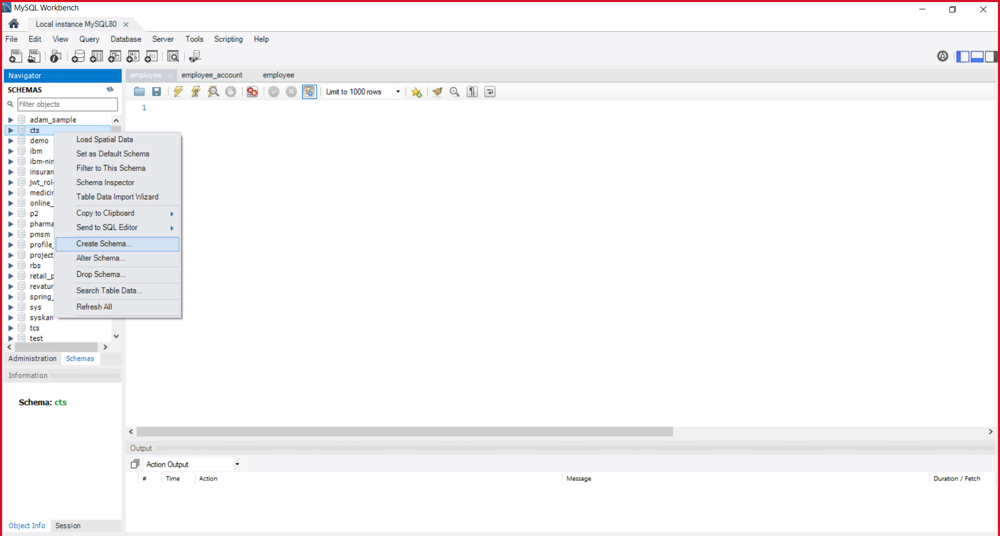 MySQL Workbench
Local instance MySQL80
File Edit View Query Database Server Tools Scripting Help
Navigator
SCHEMAS
Filter objects
adam_sample
cts
demo
ibm
ibm-nim
insuran
jwt_role
medicin
online_
p2
pharma
pmsm
profile_
project
rbs
retail_p
revatur
spring_
sys
syskan
tcs
test
Load Spatial Data
Set as Default Schema
Filter to This Schema
Schema Inspector
Table Data Import Wizard
Copy to Clipboard
Send to SQL Editor
Create Schema...
Alter Schema...
Drop Schema...
Search Table Data...
Refresh All
Administration Schemas
Information
Schema: cts
Object Info Session
employee employee_account employee
Limit to 1000 rows
1
Output
Action Output
# Time Action Message Duration / Fetch